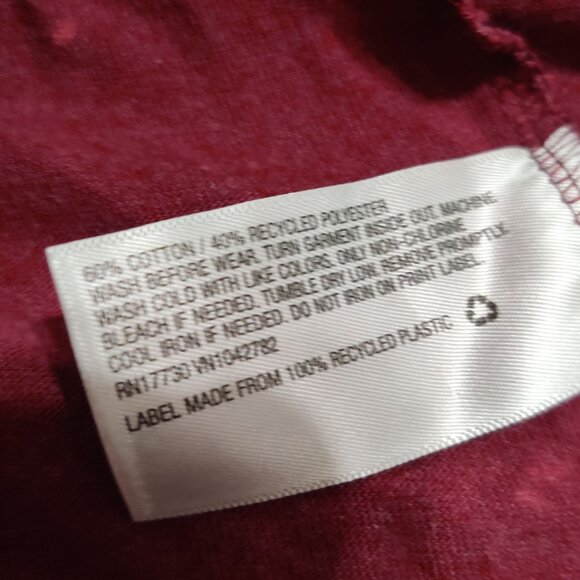 60% COTTON / 40% RECYCLED POLYESTER
WASH BEFORE WEAR. TURN GARMENT INSIDE OUT. MACHINE
WASH COLD WITH LIKE COLORS. ONLY NON-CHLORINE
BLEACH IF NEEDED. TUMBLE DRY LOW. REMOVE PROMPTLY.
COOL IRON IF NEEDED. DO NOT IRON ON PRINT LABEL.
RN17730 VN1042782
LABEL MADE FROM 100% RECYCLED PLASTIC